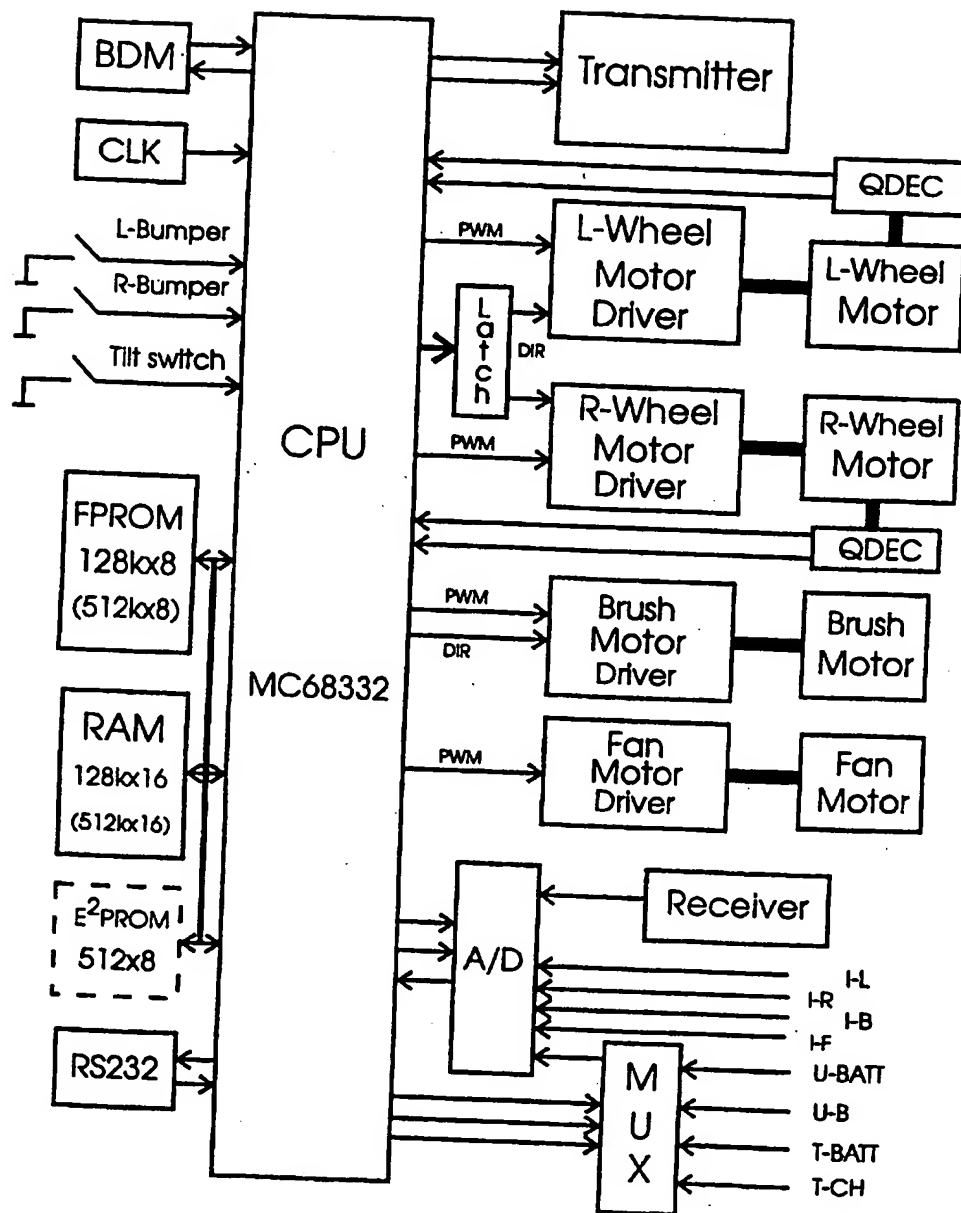 BDM
CLK
L-Bumper
R-Bumper
Tilt switch
FPROM
128kx8
(512kx8)
RAM
128kx16
(512kx16)
E²PROM
512x8
RS232
CPU
MC68332
Transmitter
QDEC
PWM
L-Wheel
Motor
Driver
L-Wheel
Motor
Latch
DIR
PWM
R-Wheel
Motor
Driver
R-Wheel
Motor
QDEC
PWM
DIR
Brush
Motor
Driver
Brush
Motor
PWM
Fan
Motor
Driver
Fan
Motor
A/D
Receiver
I-L
I-R
I-B
I-F
MUX
U-BATT
U-B
T-BATT
T-CH